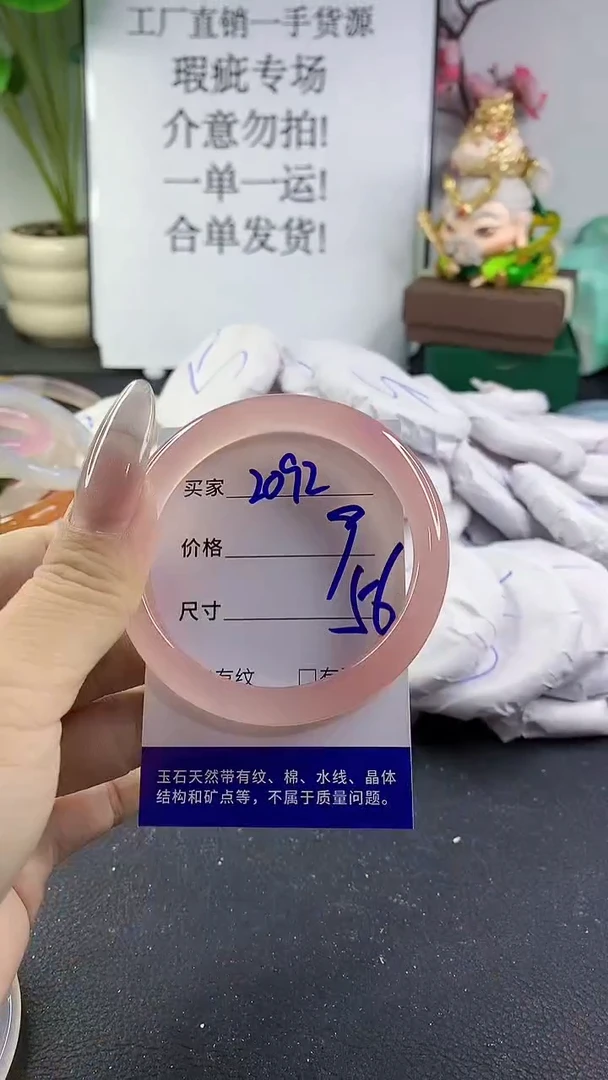 工厂直销一手货源
瑕疵专场
介意勿拍!
一单一运!
合单发货!
买家 2092
价格
尺寸 56
有纹 □有
玉石天然带有纹、棉、水线、晶体
结构和矿点等，不属于质量问题。